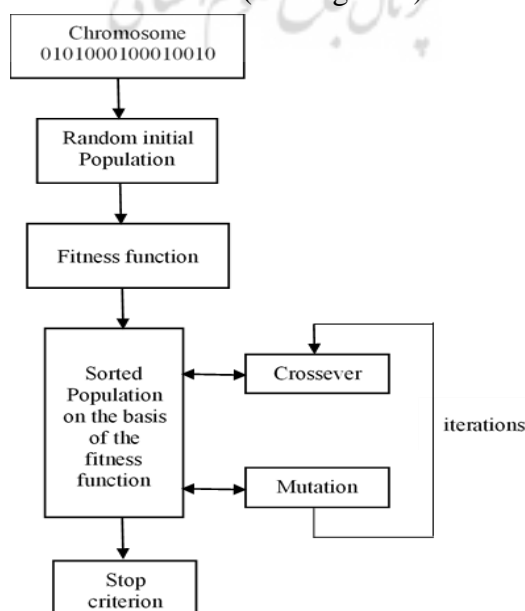 Chromosome
0101000100010010
Random initial
Population
Fitness function
Sorted
Population
on the basis
of the
fitness
function
Crossever
iterations
Mutation
Stop
criterion